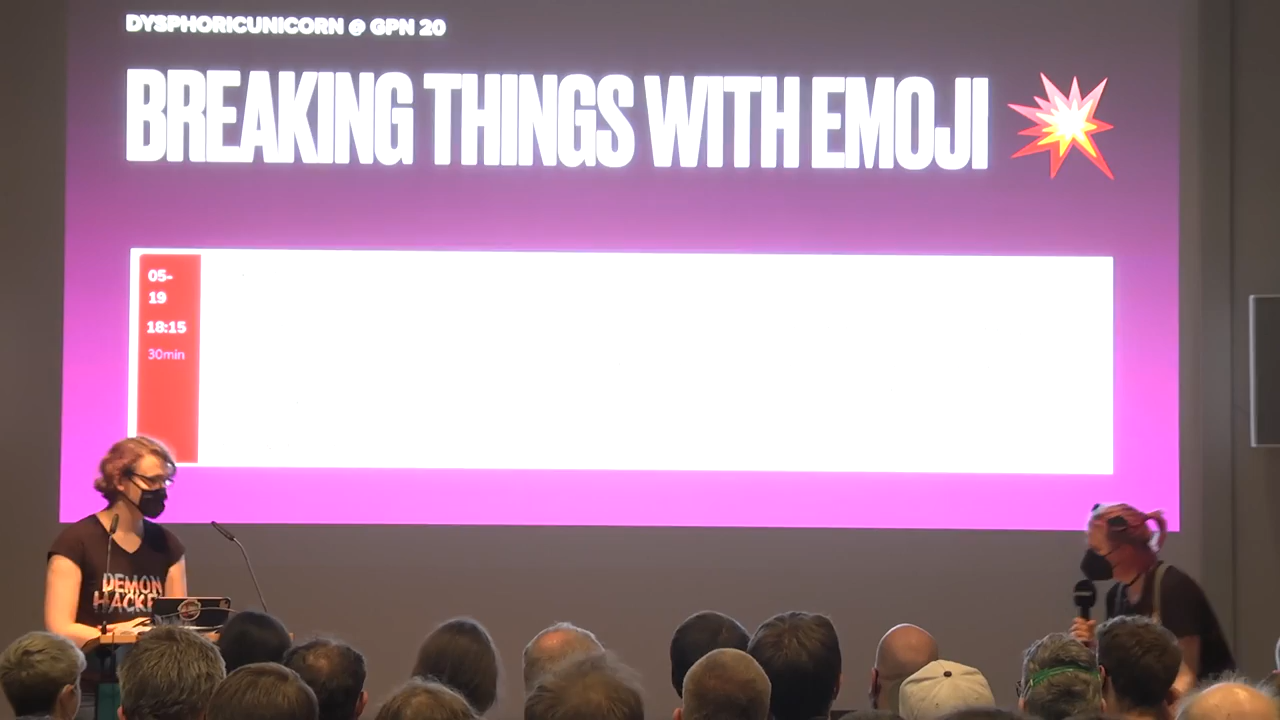 DYSPHORICUNICORN @ GPN 20
BREAKING THINGS WITH EMOJI 💥
05-
19
18:15
30min
DEMON
HACKE